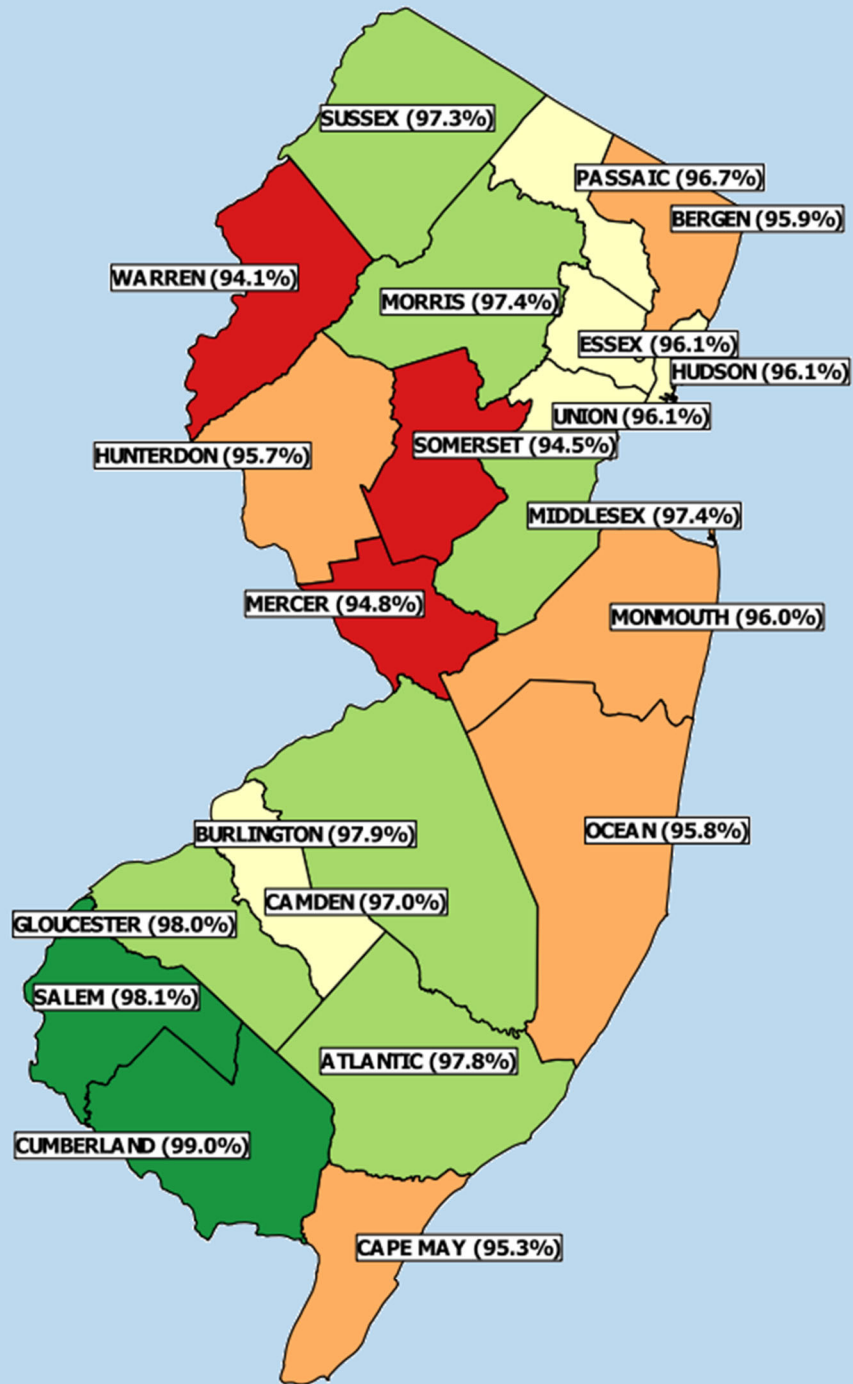 SUSSEX (97.3%)
PASSAIC (96.7%)
BERGEN (95.9%)
WARREN (94.1%)
MORRIS (97.4%)
ESSEX (96.1%)
HUDSON (96.1%)
UNION (96.1%)
SOMERSET (94.5%)
HUNTERDON (95.7%)
MIDDLESEX (97.4%)
MERCER (94.8%)
MONMOUTH (96.0%)
BURLINGTON (97.9%)
OCEAN (95.8%)
CAMDEN (97.0%)
GLOUCESTER (98.0%)
SALEM (98.1%)
ATLANTIC (97.8%)
CUMBERLAND (99.0%)
CAPE MAY (95.3%)